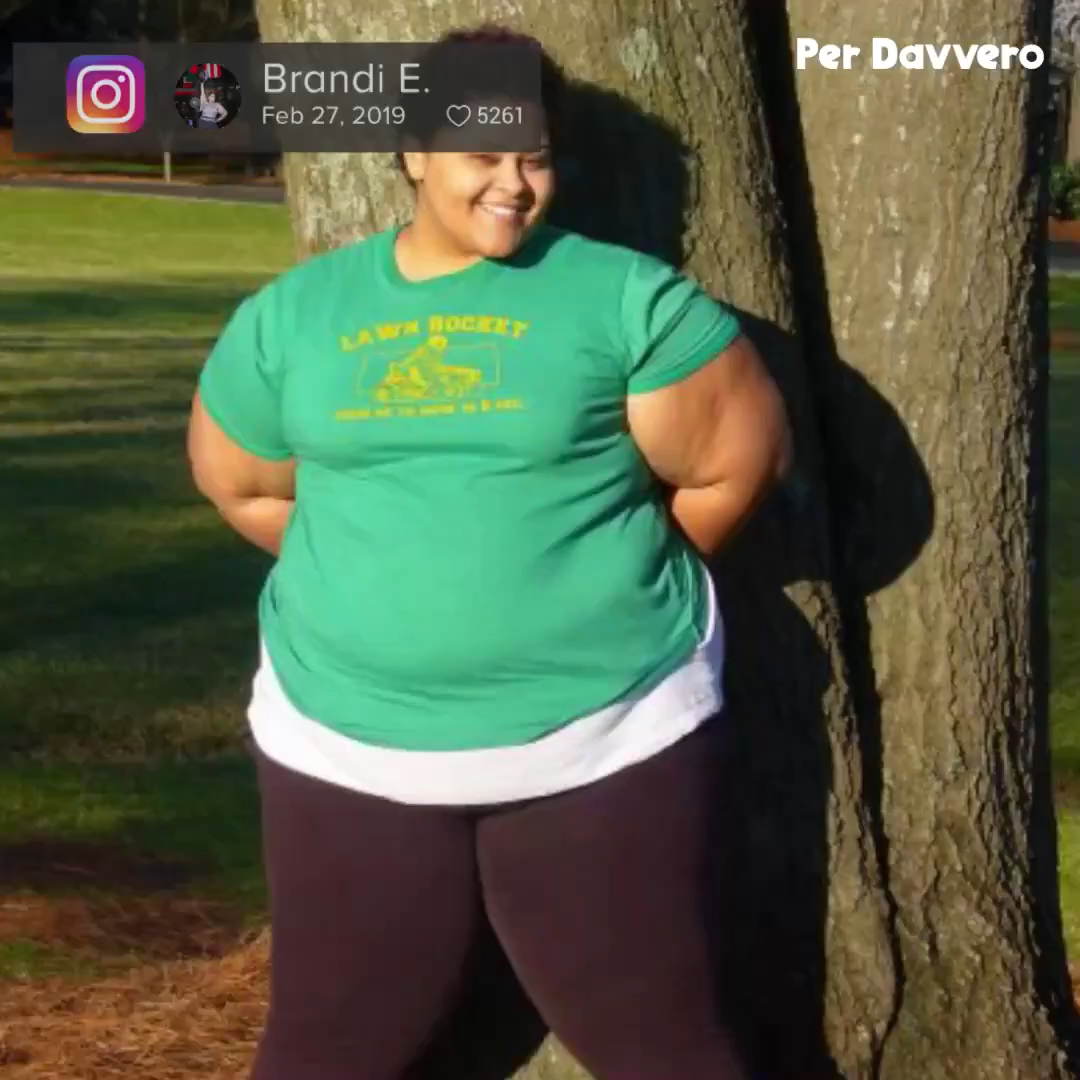 Per Davvero
Brandi E.
Feb 27, 2019 5261
LAWN ROCKET